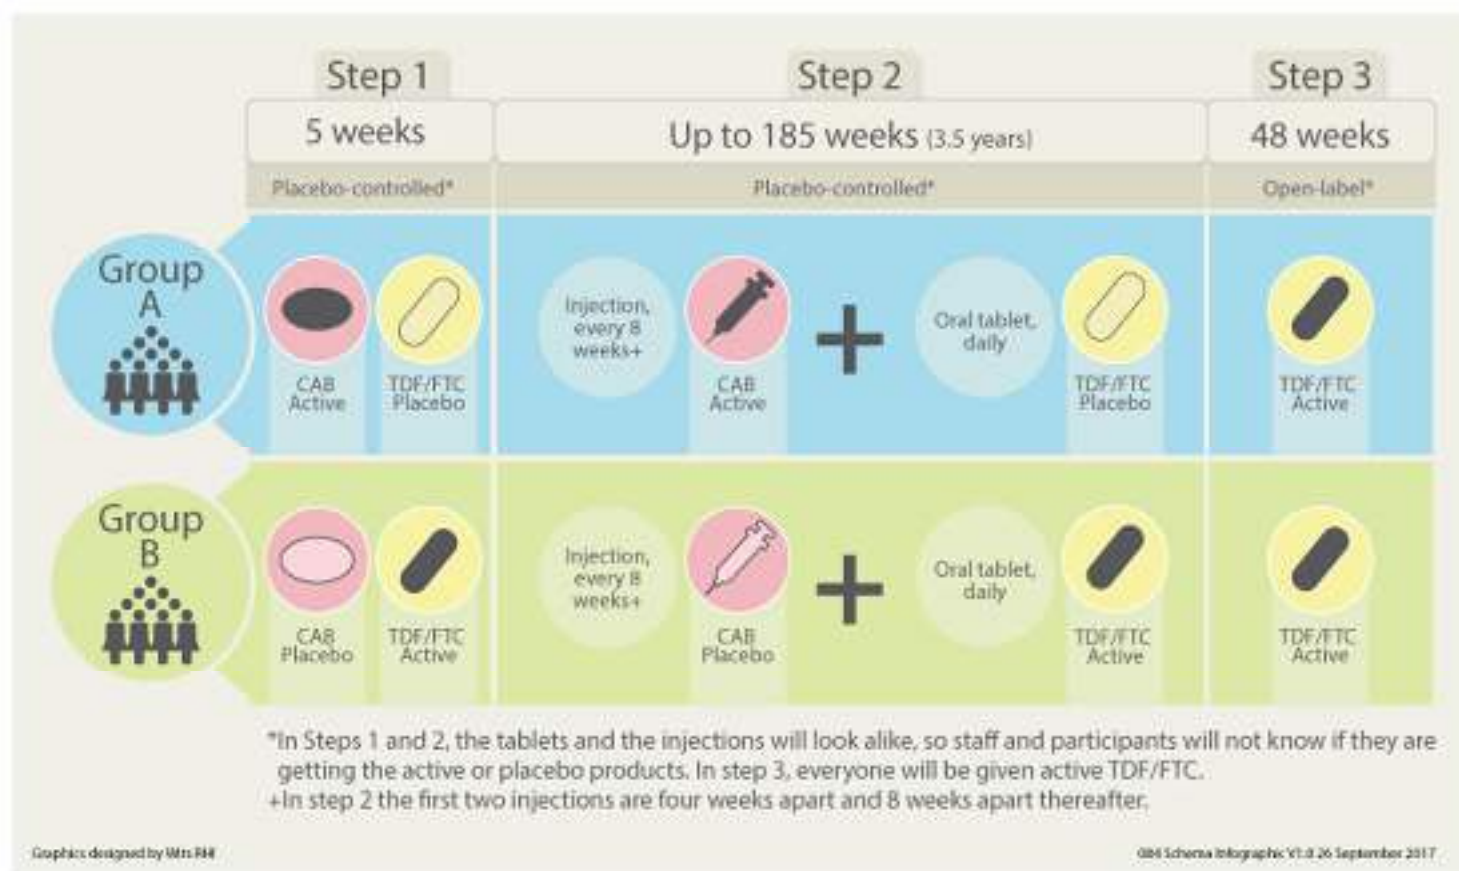 Step 1
Step 2
Step 3
5 weeks
Up to 185 weeks (3.5 years)
48 weeks
Placebo-controlled*
Placebo-controlled*
Open-label*
Group
A
CAB
Active
TDF/FTC
Placebo
Injection,
every 8
weeks+
CAB
Active
+
Oral tablet,
daily
TDF/FTC
Placebo
TDF/FTC
Active
Group
B
CAB
Placebo
TDF/FTC
Active
Injection,
every 8
weeks+
CAB
Placebo
+
Oral tablet,
daily
TDF/FTC
Active
TDF/FTC
Active
*In Steps 1 and 2, the tablets and the injections will look alike, so staff and participants will not know if they are
getting the active or placebo products. In step 3, everyone will be given active TDF/FTC.
+In step 2 the first two injections are four weeks apart and 8 weeks apart thereafter.
Graphics designed by Wits RHI
084 Schema Infographic V1.0 26 September 2017